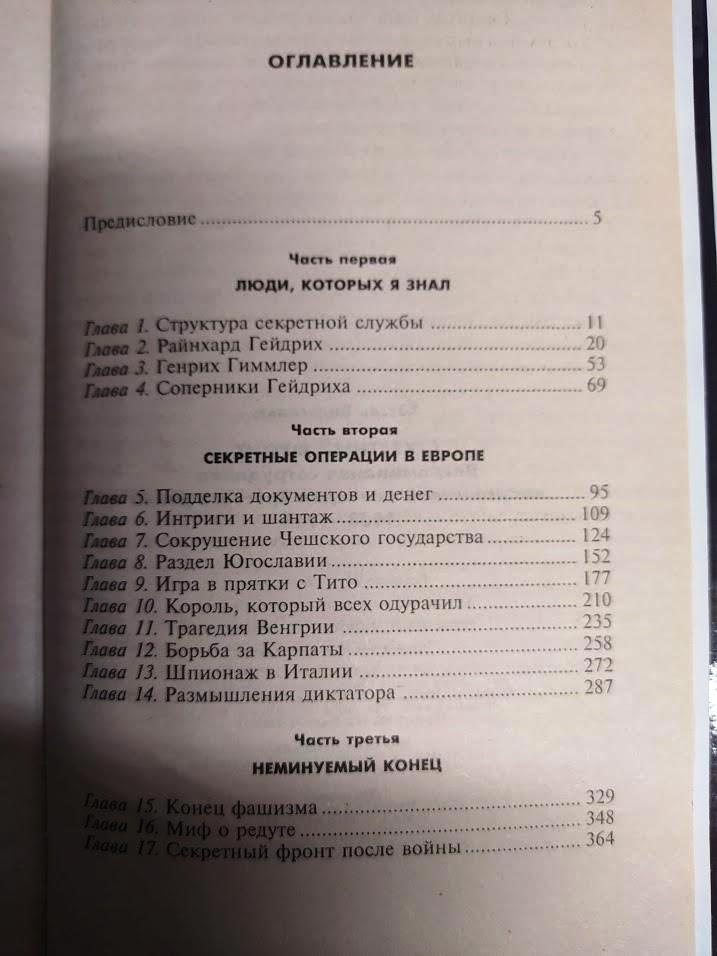 ОГЛАВЛЕНИЕ
Предисловие 5
Часть первая
ЛЮДИ, КОТОРЫХ Я ЗНАЛ
Глава 1. Структура секретной службы 11
Глава 2. Райнхард Гейдрих 20
Глава 3. Генрих Гиммлер 53
Глава 4. Соперники Гейдриха 69
Часть вторая
СЕКРЕТНЫЕ ОПЕРАЦИИ В ЕВРОПЕ
Глава 5. Подделка документов и денег 95
Глава 6. Интриги и шантаж 109
Глава 7. Сокрушение Чешского государства 124
Глава 8. Раздел Югославии 152
Глава 9. Игра в прятки с Тито 177
Глава 10. Король, который всех одурачил 210
Глава 11. Трагедия Венгрии 235
Глава 12. Борьба за Карпаты 258
Глава 13. Шпионаж в Италии 272
Глава 14. Размышления диктатора 287
Часть третья
НЕМИНУЕМЫЙ КОНЕЦ
Глава 15. Конец фашизма 329
Глава 16. Миф о редуте 348
Глава 17. Секретный фронт после войны 364